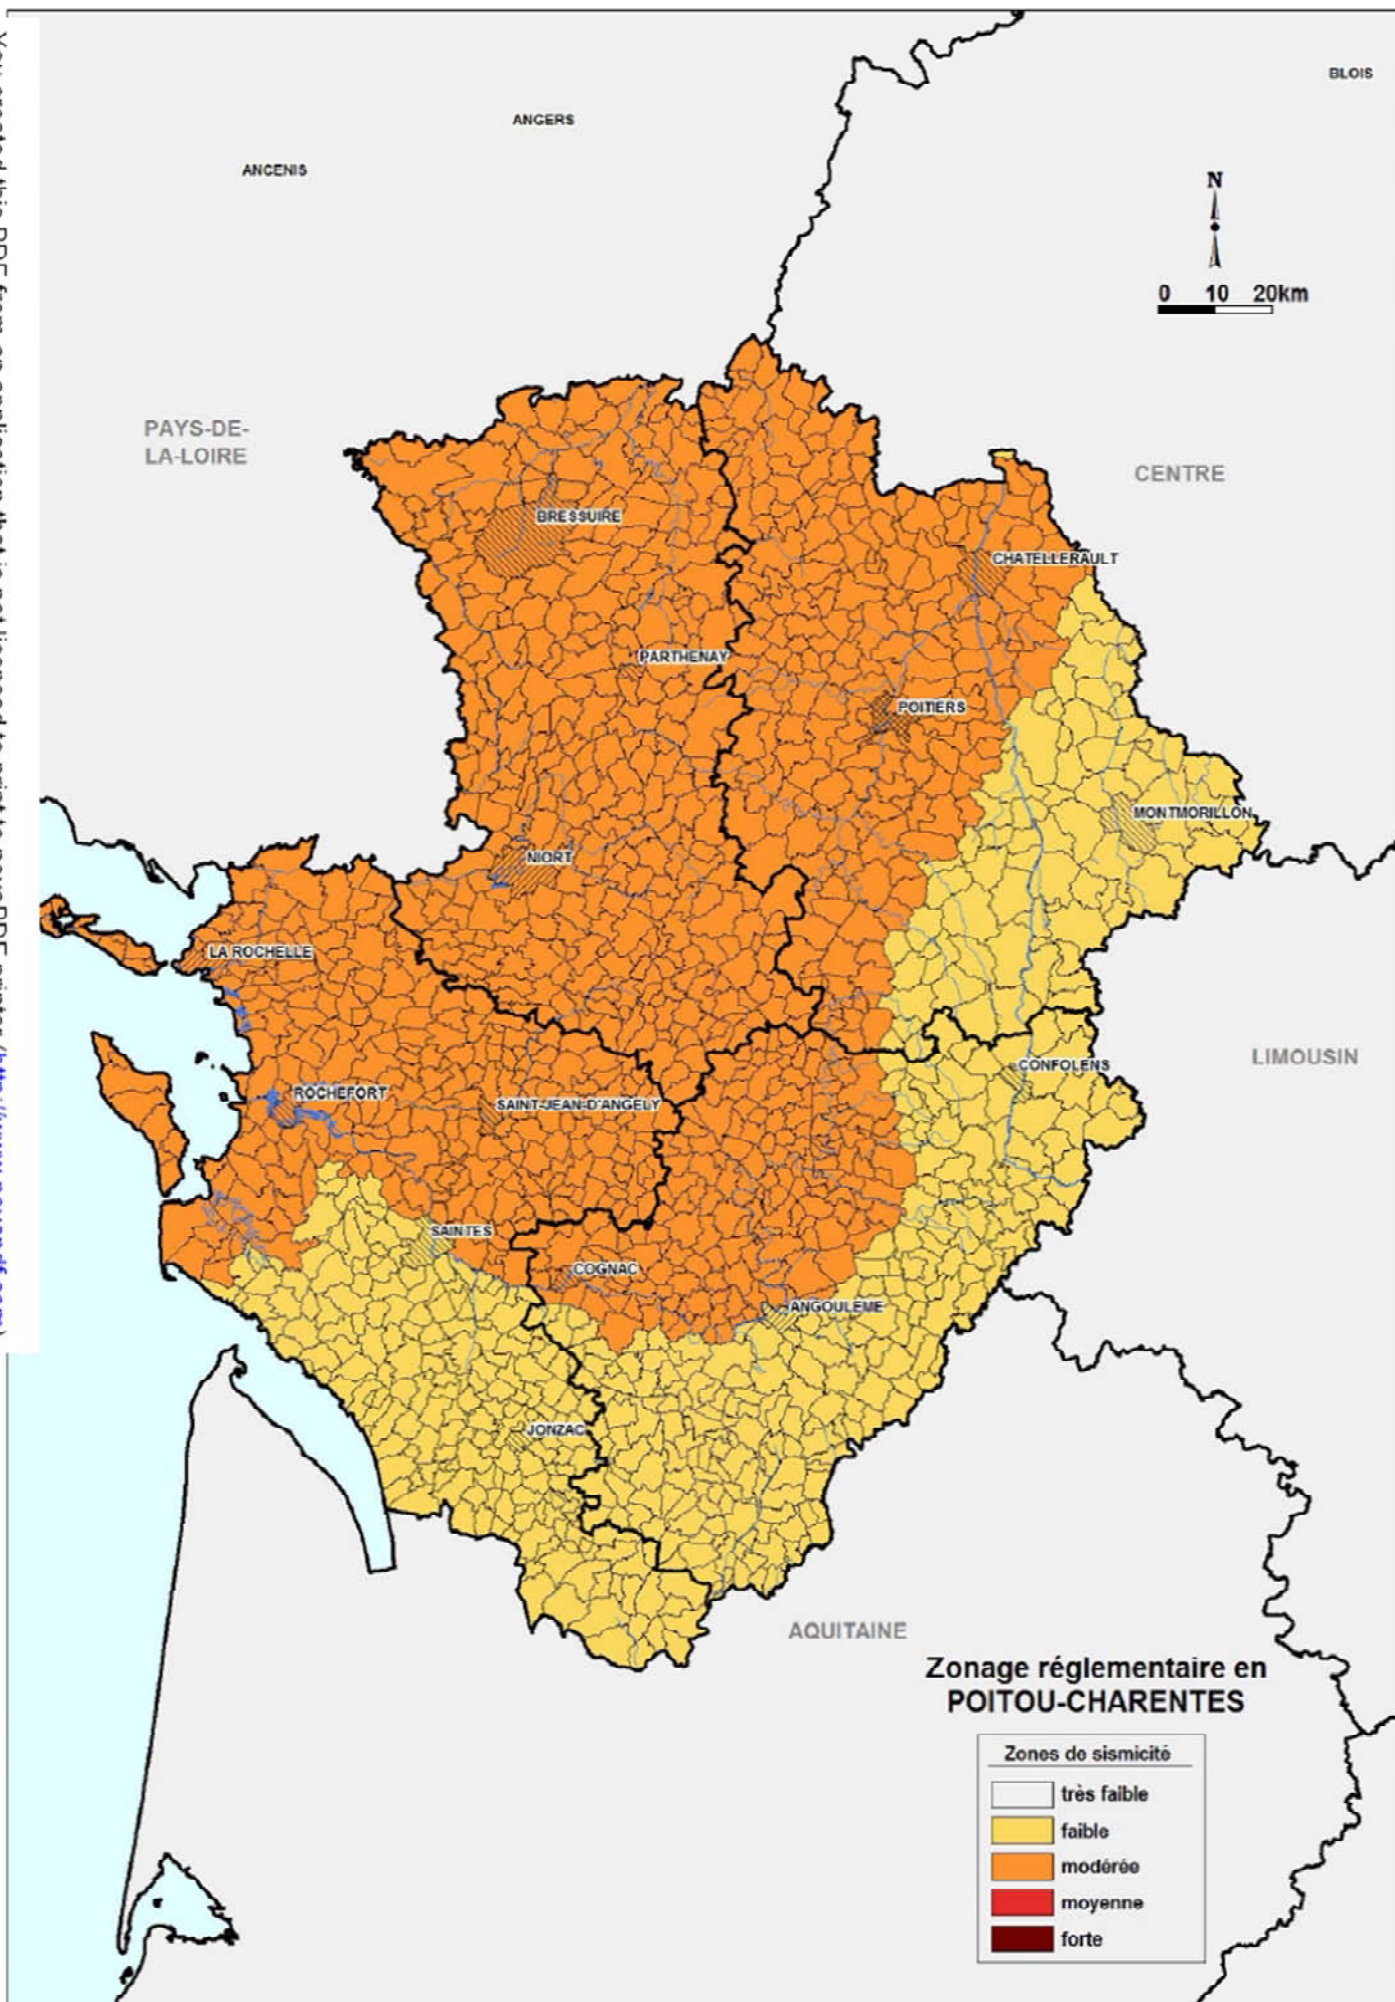 BLOIS
ANGERS
ANCENIS
N
0 10 20km
PAYS-DE-
LA-LOIRE
CENTRE
BRESSUIRE
CHATELLERAULT
PARTHENAY
POITIERS
MONTMORILLON
NIORT
LA ROCHELLE
LIMOUSIN
CONFOLENS
ROCHEFORT
SAINT-JEAN-D'ANGELY
SAINTES
COGNAC
ANGOULEME
JONZAC
AQUITAINE
Zonage réglementaire en
POITOU-CHARENTES
Zones de sismicité
très faible
faible
modérée
moyenne
forte